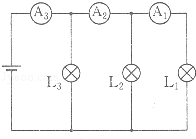 A₃ A₂ A₁
L₃ L₂ L₁